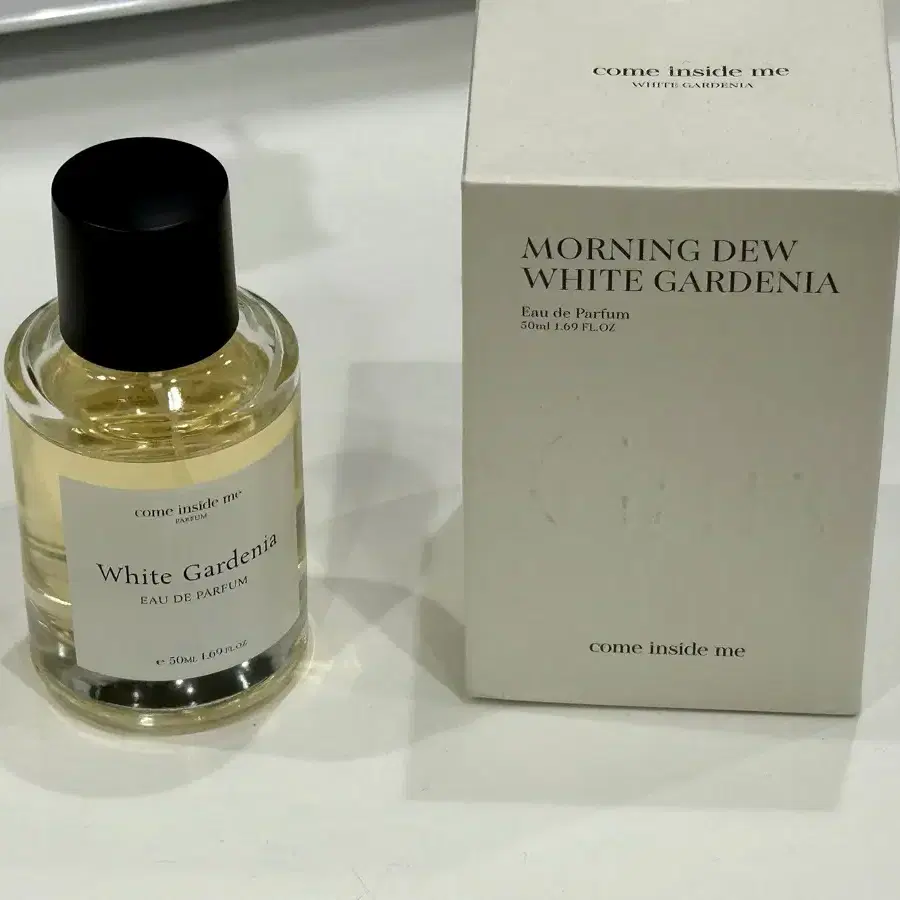 come inside me
WHITE GARDENIA
MORNING DEW
WHITE GARDENIA
Eau de Parfum
50ml 1.69 FL.OZ
come inside me
come inside me
PARFUM
White Gardenia
EAU DE PARFUM
e 50ML 1.69 FL.OZ